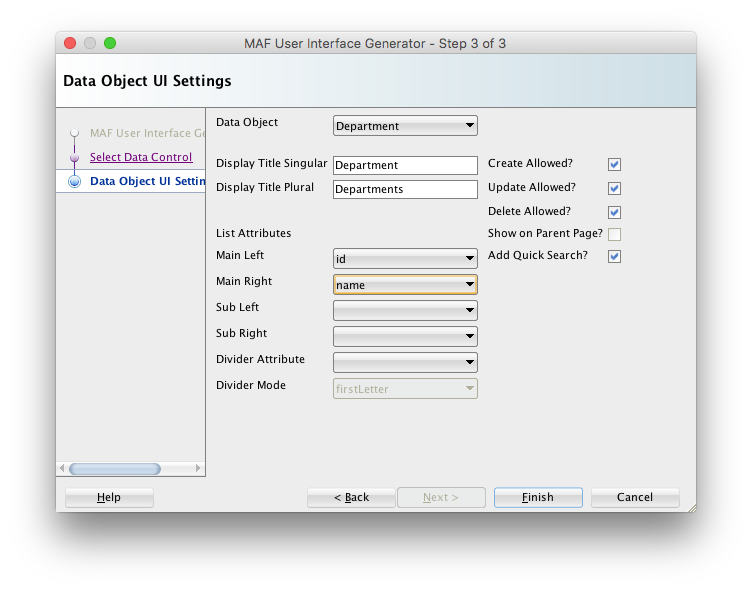 MAF User Interface Generator - Step 3 of 3
Data Object UI Settings
MAF User Interface Ge
Select Data Control
Data Object UI Settin
Data Object Department
Display Title Singular Department Create Allowed?
Display Title Plural Departments Update Allowed?
Delete Allowed?
List Attributes Show on Parent Page?
Main Left id Add Quick Search?
Main Right name
Sub Left
Sub Right
Divider Attribute
Divider Mode firstLetter
Help < Back Next > Finish Cancel